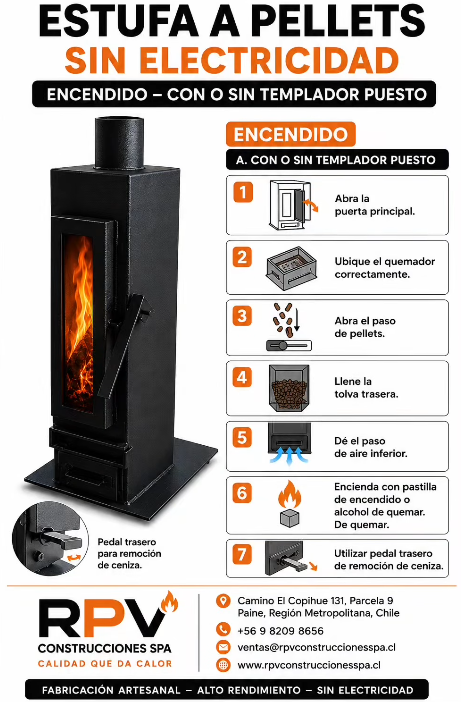 ESTUFA A PELLETS
SIN ELECTRICIDAD
ENCENDIDO – CON O SIN TEMPLADOR PUESTO
ENCENDIDO
A. CON O SIN TEMPLADOR PUESTO
1
Abra la
puerta principal.
2
Ubique el quemador
correctamente.
3
Abra el paso
de pellets.
4
Llene la
tolva trasera.
5
Dé el paso
de aire inferior.
6
Encienda con pastilla
de encendido o
alcohol de quemar.
De quemar.
7
Utilizar pedal trasero
de remoción de ceniza.
Pedal trasero
para remoción
de ceniza.
RPV
CONSTRUCCIONES SPA
CALIDAD QUE DA CALOR
Camino El Copihue 131, Parcela 9
Paine, Región Metropolitana, Chile
+56 9 8209 8656
ventas@rpvconstruccionesspa.cl
www.rpvconstruccionesspa.cl
FABRICACIÓN ARTESANAL – ALTO RENDIMIENTO – SIN ELECTRICIDAD